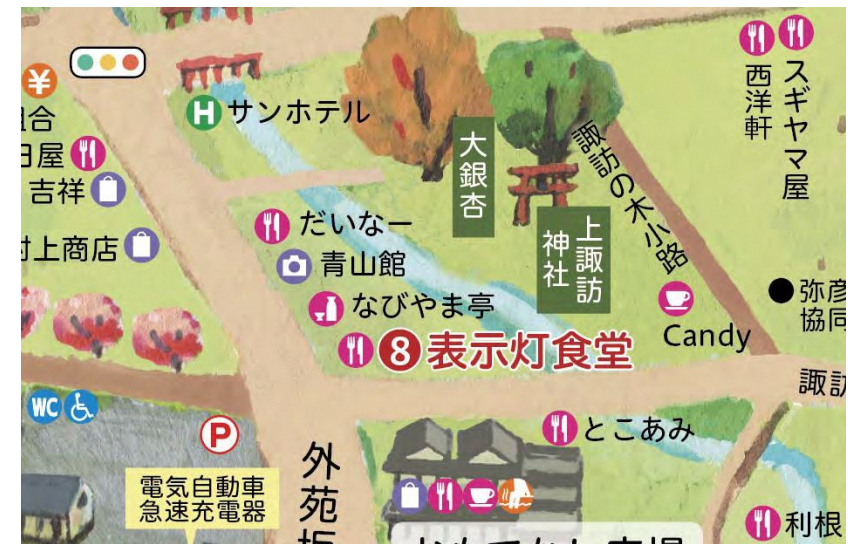 ¥
組合
日屋
吉祥
村上商店
H サンホテル
大銀杏
上諏訪
神社
諏訪の木小路
スギヤマ屋
西洋軒
だいなー
青山館
なびやま亭
8 表示灯食堂
Candy
弥彦
協同
諏訪
WC
P
電気自動車
急速充電器
外苑坂
とこあみ
利根